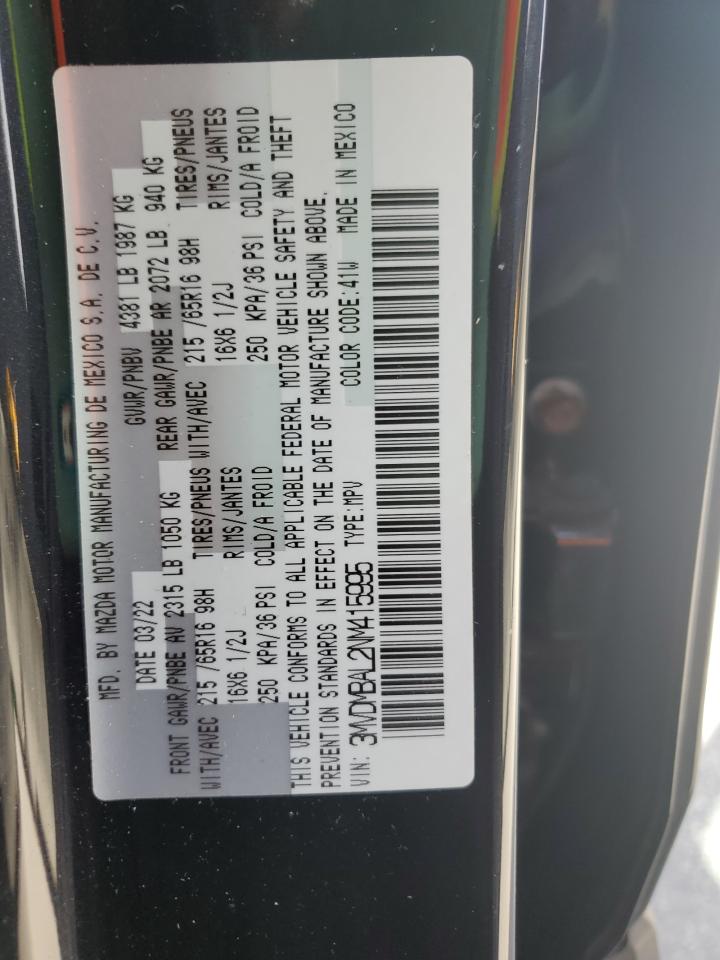 MFD. BY MAZDA MOTOR MANUFACTURING DE MEXICO S.A. DE C.V.
DATE 03/22 GVWR/PNBV 4381 LB 1987 KG
FRONT GAWR/PNBE AV 2315 LB 1050 KG REAR GAWR/PNBE AR 2072 LB 940 KG
WITH/AVEC 215 /65R16 98H TIRES/PNEUS WITH/AVEC 215 /65R16 98H TIRES/PNEUS
16X6 1/2J RIMS/JANTES 16X6 1/2J RIMS/JANTES
250 KPA/36 PSI COLD/A FROID 250 KPA/36 PSI COLD/A FROID
THIS VEHICLE CONFORMS TO ALL APPLICABLE FEDERAL MOTOR VEHICLE SAFETY AND THEFT
PREVENTION STANDARDS IN EFFECT ON THE DATE OF MANUFACTURE SHOWN ABOVE.
VIN: 3MVDMBAL2NM415995 TYPE:MPV COLOR CODE:41W MADE IN MEXICO